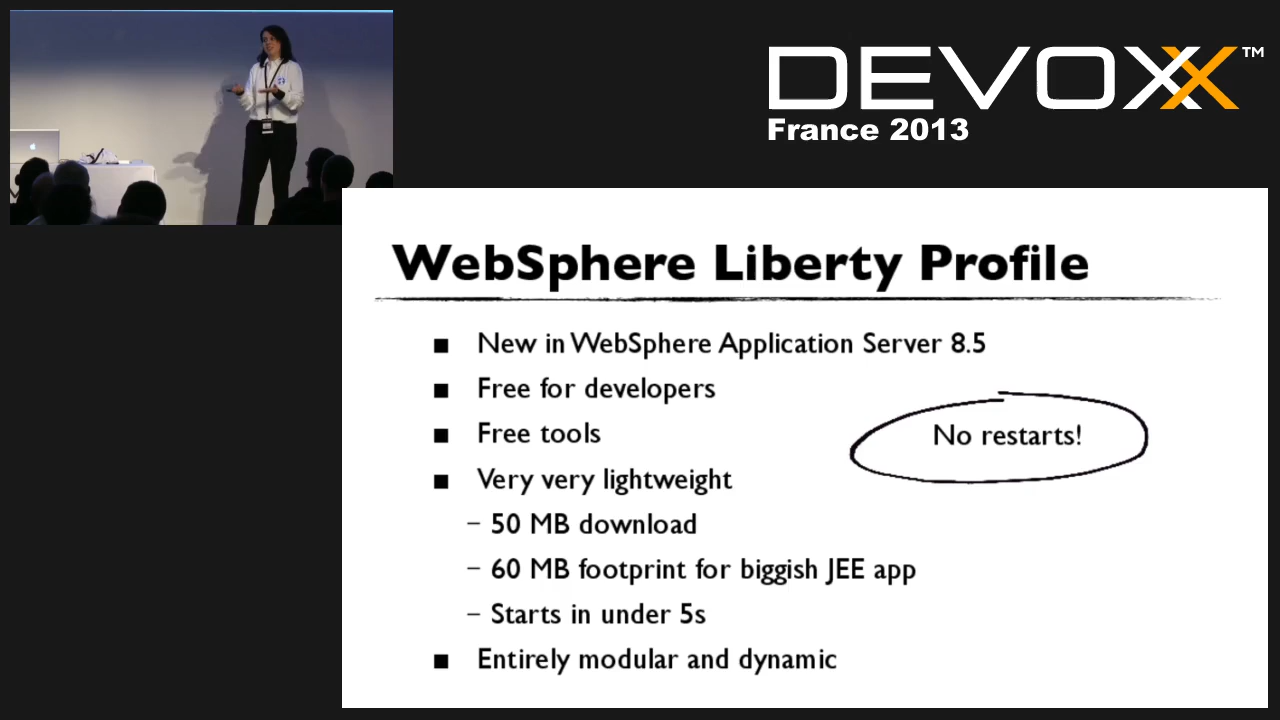 DEVOXX™
France 2013
WebSphere Liberty Profile
■ New in WebSphere Application Server 8.5
■ Free for developers
■ Free tools
No restarts!
■ Very very lightweight
– 50 MB download
– 60 MB footprint for biggish JEE app
– Starts in under 5s
■ Entirely modular and dynamic